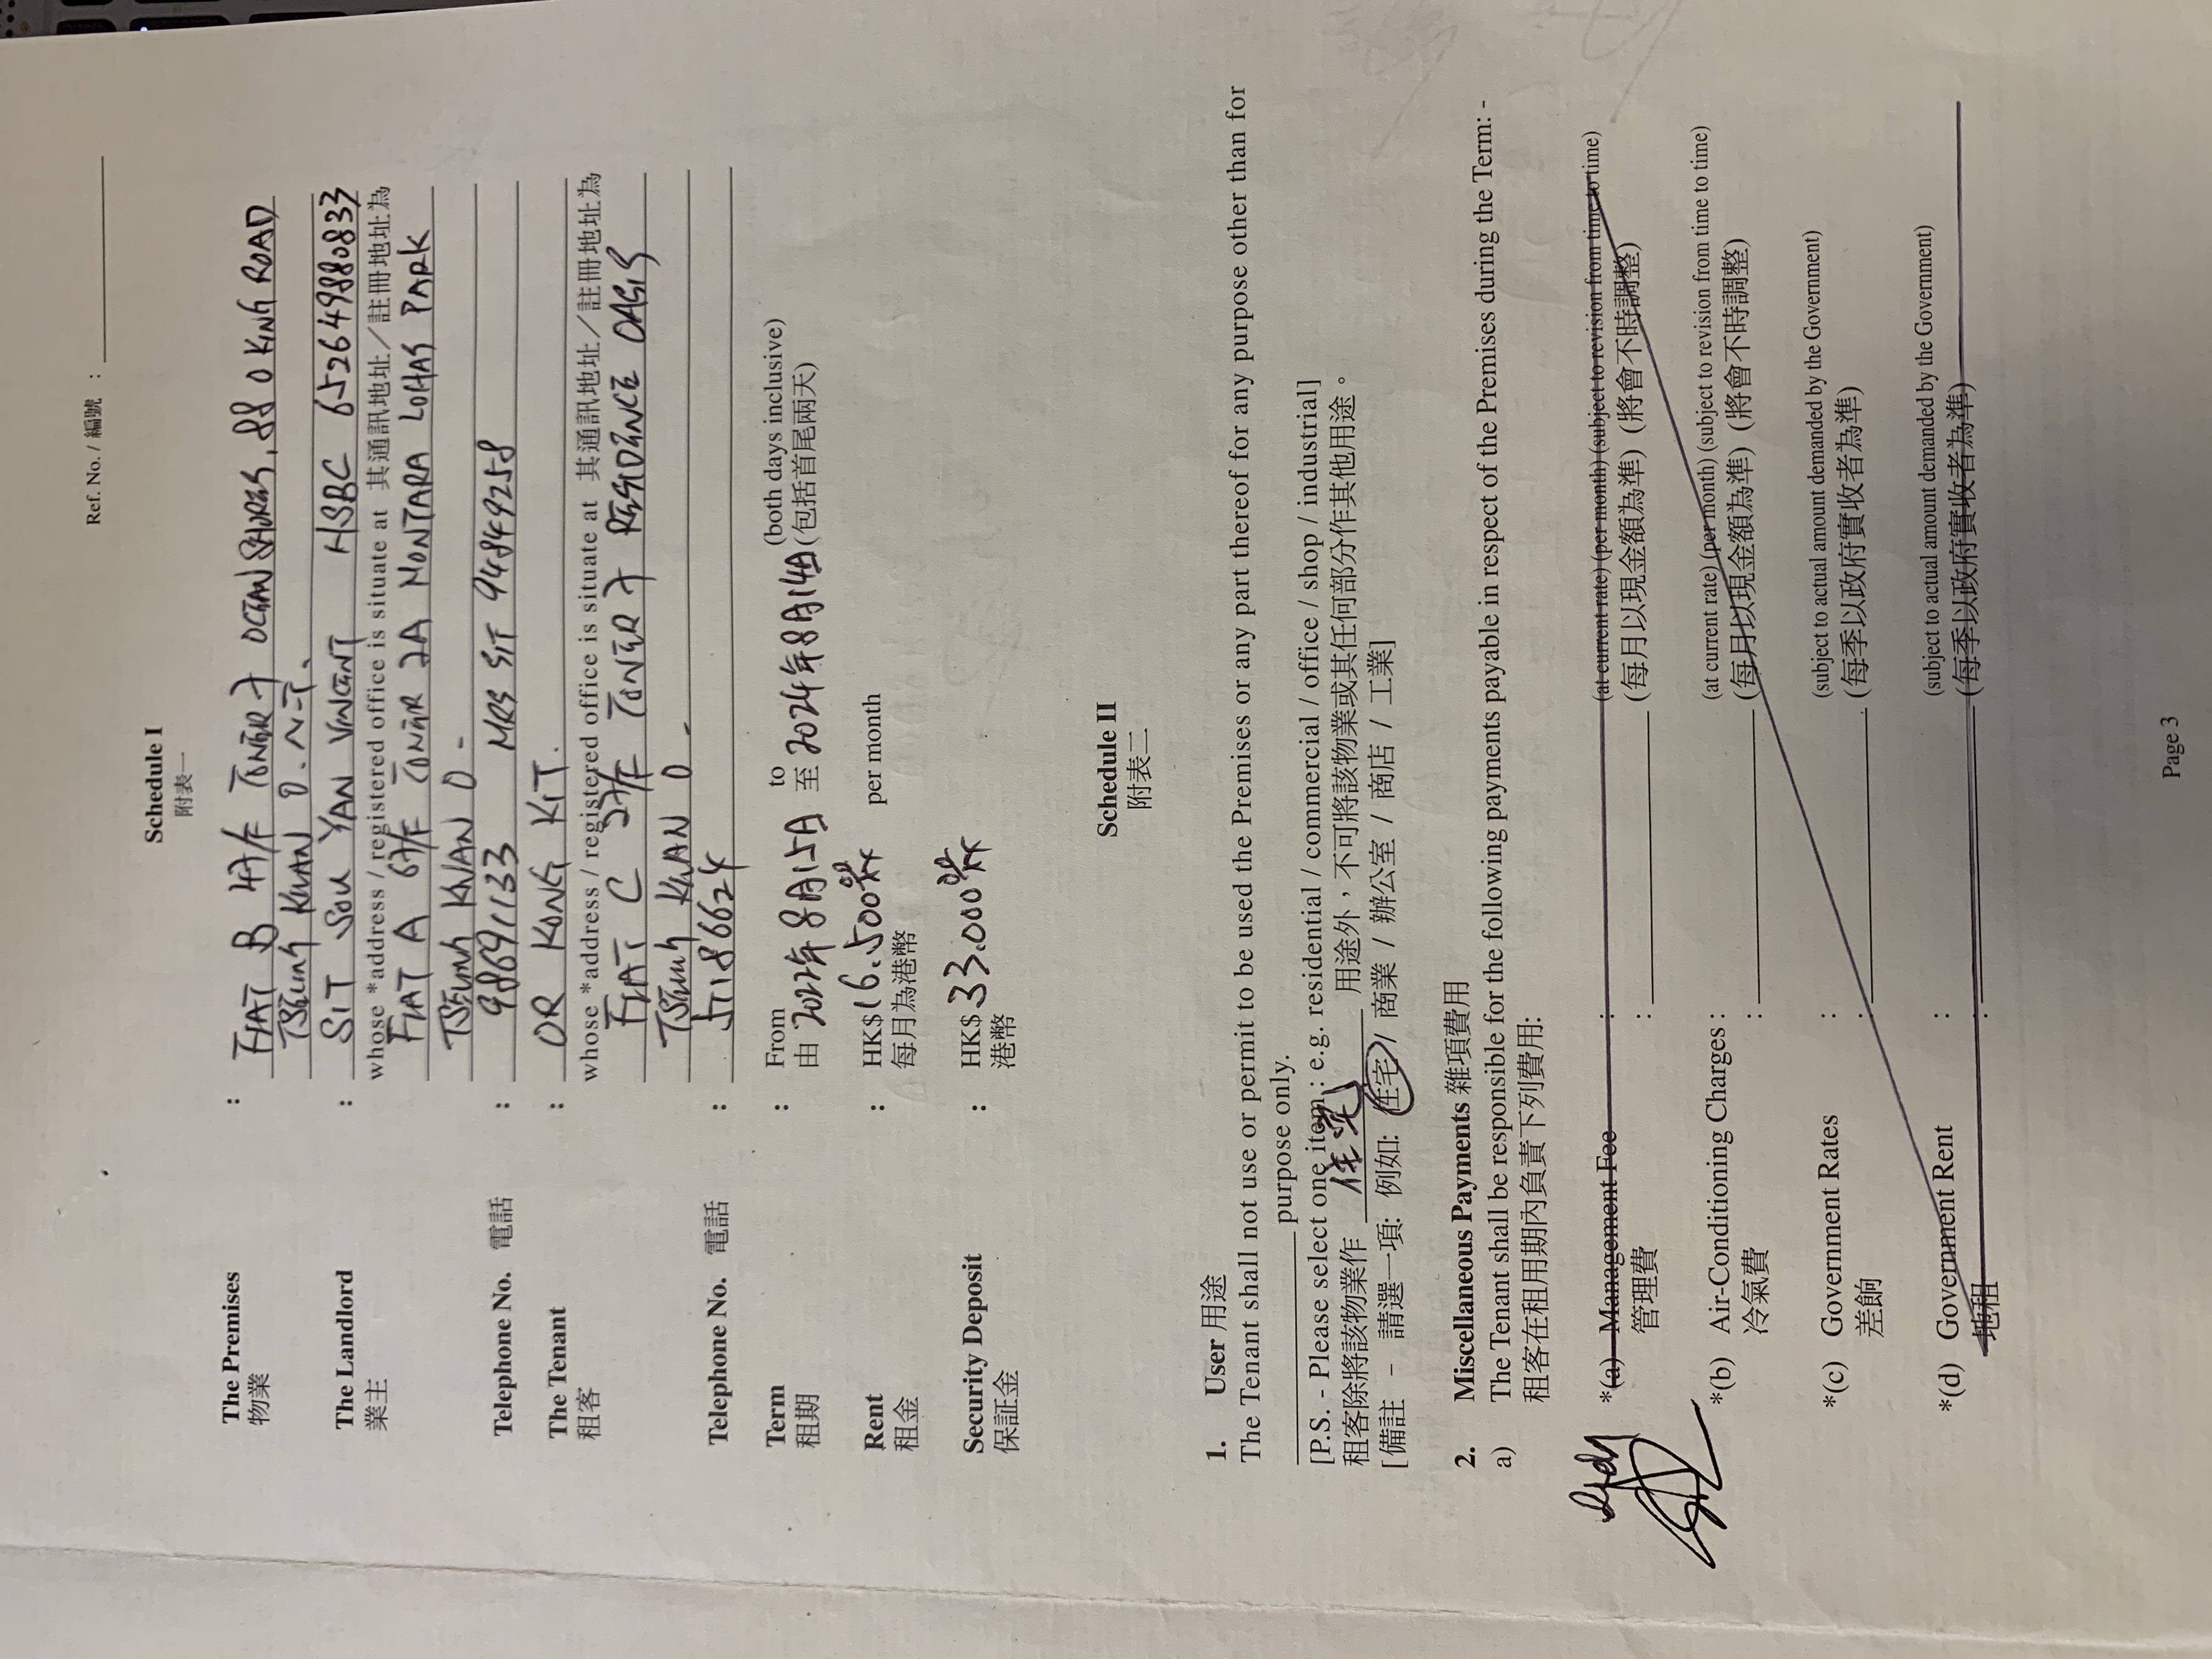 Ref. No. / 編號 :
Schedule I
附表一
The Premises : FLAT B 47/F TOWER 7 OCEAN SHORES, 88 O KING ROAD
物業 TSEUNG KWAN O. N.T.
The Landlord : SIT SOU YAN VINCENT HSBC 652649880833
業主 whose *address / registered office is situate at 其通訊地址／註冊地址為
FLAT A 67/F TOWER 2A MONTARA LOHAS PARK
TSEUNG KWAN O.
Telephone No. 電話 : 98691133 MRS SIT 94849258
The Tenant : OR KONG KIT.
租客 whose *address / registered office is situate at 其通訊地址／註冊地址為
FLAT C 27/F TOWER 7 RESIDENCE OASIS
TSEUNG KWAN O.
Telephone No. 電話 : 51186624
Term : From to (both days inclusive)
租期 由 2022年8月15日 至 2024年8月14日 (包括首尾兩天)
Rent : HK$ 16.500 per month
租金 每月為港幣
Security Deposit : HK$ 33.000
保証金 港幣
Schedule II
附表二
1. User 用途
The Tenant shall not use or permit to be used the Premises or any part thereof for any purpose other than for
purpose only.
[P.S. - Please select one item : e.g. residential / commercial / office / shop / industrial]
租客除將該物業作 住宅 用途外，不可將該物業或其任何部分作其他用途。
[備註 - 請選一項: 例如: 住宅 / 商業 / 辦公室 / 商店 / 工業]
2. Miscellaneous Payments 雜項費用
a) The Tenant shall be responsible for the following payments payable in respect of the Premises during the Term: -
租客在租用期內負責下列費用:
*(a) Management Fee : (at current rate) (per month) (subject to revision from time to time)
管理費 : (每月以現金額為準) (將會不時調整)
*(b) Air-Conditioning Charges : (at current rate) (per month) (subject to revision from time to time)
冷氣費 : (每月以現金額為準) (將會不時調整)
*(c) Government Rates : (subject to actual amount demanded by the Government)
差餉 : (每季以政府實收者為準)
*(d) Government Rent : (subject to actual amount demanded by the Government)
地租 : (每季以政府實收者為準)
Page 3